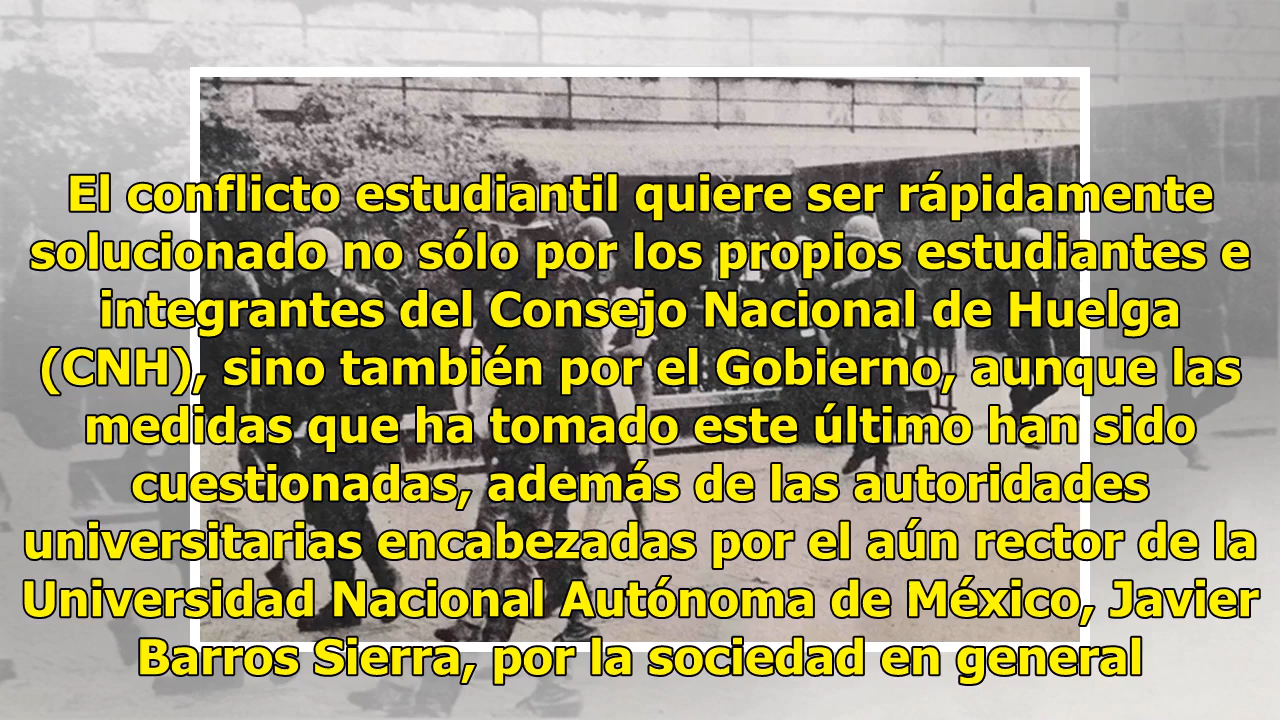 El conflicto estudiantil quiere ser rápidamente
solucionado no sólo por los propios estudiantes e
integrantes del Consejo Nacional de Huelga
(CNH), sino también por el Gobierno, aunque las
medidas que ha tomado este último han sido
cuestionadas, además de las autoridades
universitarias encabezadas por el aún rector de la
Universidad Nacional Autónoma de México, Javier
Barros Sierra, por la sociedad en general